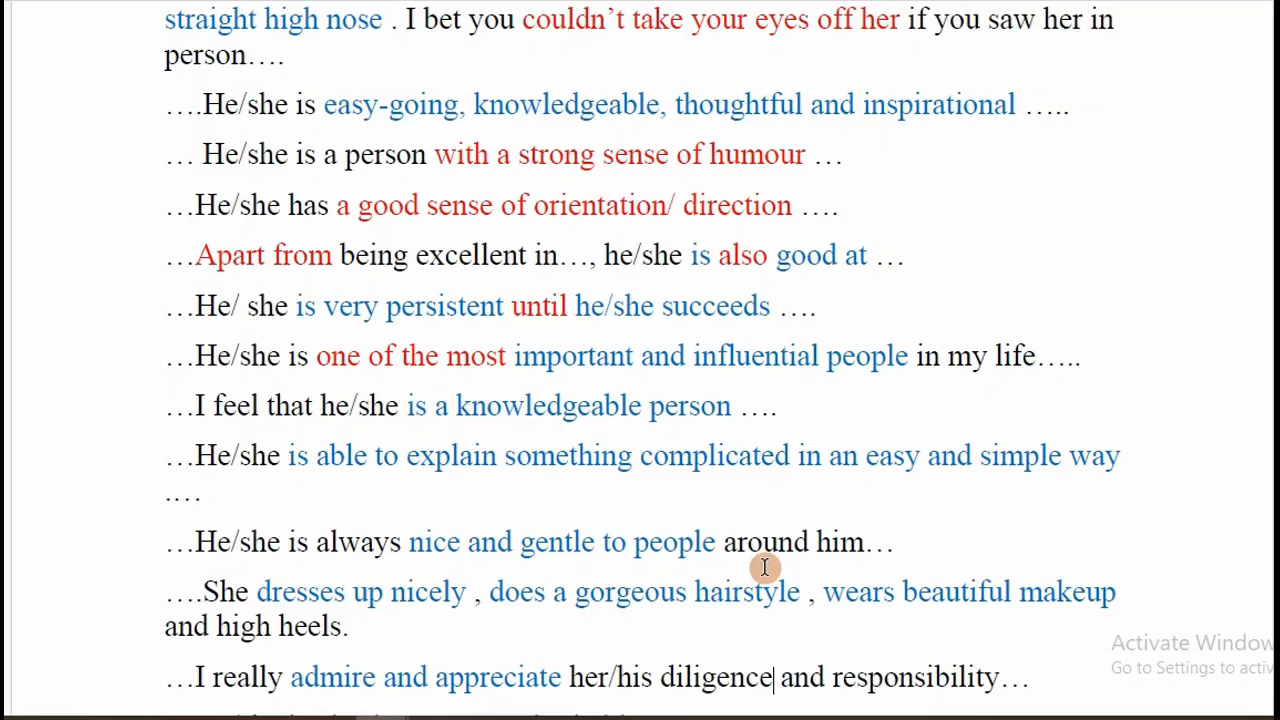 straight high nose . I bet you couldn’t take your eyes off her if you saw her in
person….
….He/she is easy-going, knowledgeable, thoughtful and inspirational …..
… He/she is a person with a strong sense of humour …
…He/she has a good sense of orientation/ direction ….
…Apart from being excellent in…, he/she is also good at …
…He/ she is very persistent until he/she succeeds ….
…He/she is one of the most important and influential people in my life…..
…I feel that he/she is a knowledgeable person ….
…He/she is able to explain something complicated in an easy and simple way
….
…He/she is always nice and gentle to people around him…
….She dresses up nicely , does a gorgeous hairstyle , wears beautiful makeup
and high heels.
…I really admire and appreciate her/his diligence and responsibility…
Activate Window
Go to Settings to activ